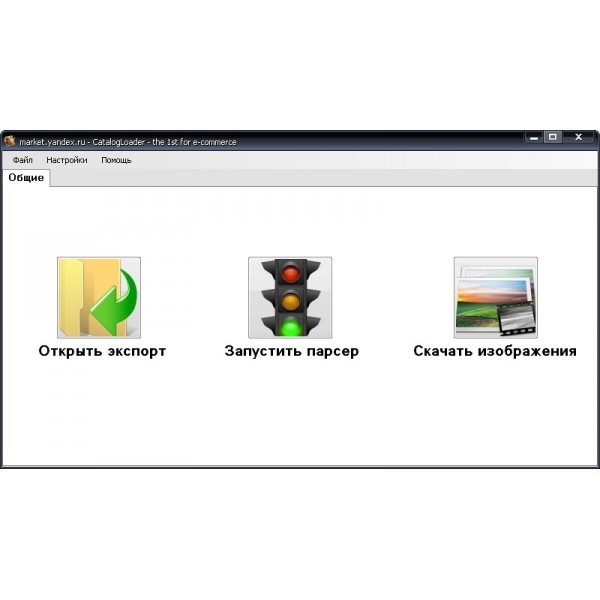 market.yandex.ru - CatalogLoader - the 1st for e-commerce
Файл Настройки Помощь
Общие
Открыть экспорт Запустить парсер Скачать изображения